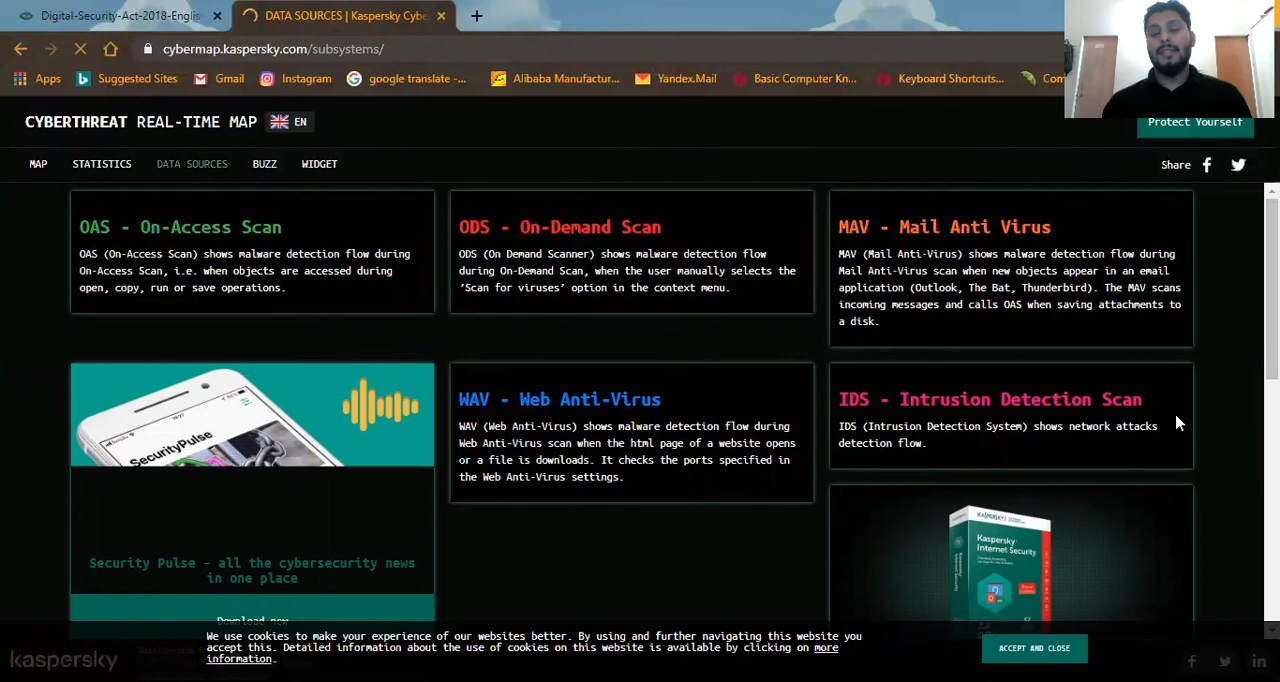 Digital-Security-Act-2018-Englis
DATA SOURCES | Kaspersky Cybe
cybermap.kaspersky.com/subsystems/
Apps
Suggested Sites
Gmail
Instagram
google translate -...
Alibaba Manufactur...
Yandex.Mail
Basic Computer Kn...
Keyboard Shortcuts...
Com
CYBERTHREAT REAL-TIME MAP
EN
Protect Yourself
MAP
STATISTICS
DATA SOURCES
BUZZ
WIDGET
Share
OAS - On-Access Scan
OAS (On-Access Scan) shows malware detection flow during
On-Access Scan, i.e. when objects are accessed during
open, copy, run or save operations.
ODS - On-Demand Scan
ODS (On Demand Scanner) shows malware detection flow
during On-Demand Scan, when the user manually selects the
'Scan for viruses' option in the context menu.
MAV - Mail Anti Virus
MAV (Mail Anti-Virus) shows malware detection flow during
Mail Anti-Virus scan when new objects appear in an email
application (Outlook, The Bat, Thunderbird). The MAV scans
incoming messages and calls OAS when saving attachments to
a disk.
SecurityPulse
Security Pulse – all the cybersecurity news
in one place
Download now
WAV - Web Anti-Virus
WAV (Web Anti-Virus) shows malware detection flow during
Web Anti-Virus scan when the html page of a website opens
or a file is downloads. It checks the ports specified in
the Web Anti-Virus settings.
IDS - Intrusion Detection Scan
IDS (Intrusion Detection System) shows network attacks
detection flow.
KASPERSKY
Kaspersky
Internet Security
We use cookies to make your experience of our websites better. By using and further navigating this website you
accept this. Detailed information about the use of cookies on this website is available by clicking on more
information.
ACCEPT AND CLOSE
kaspersky